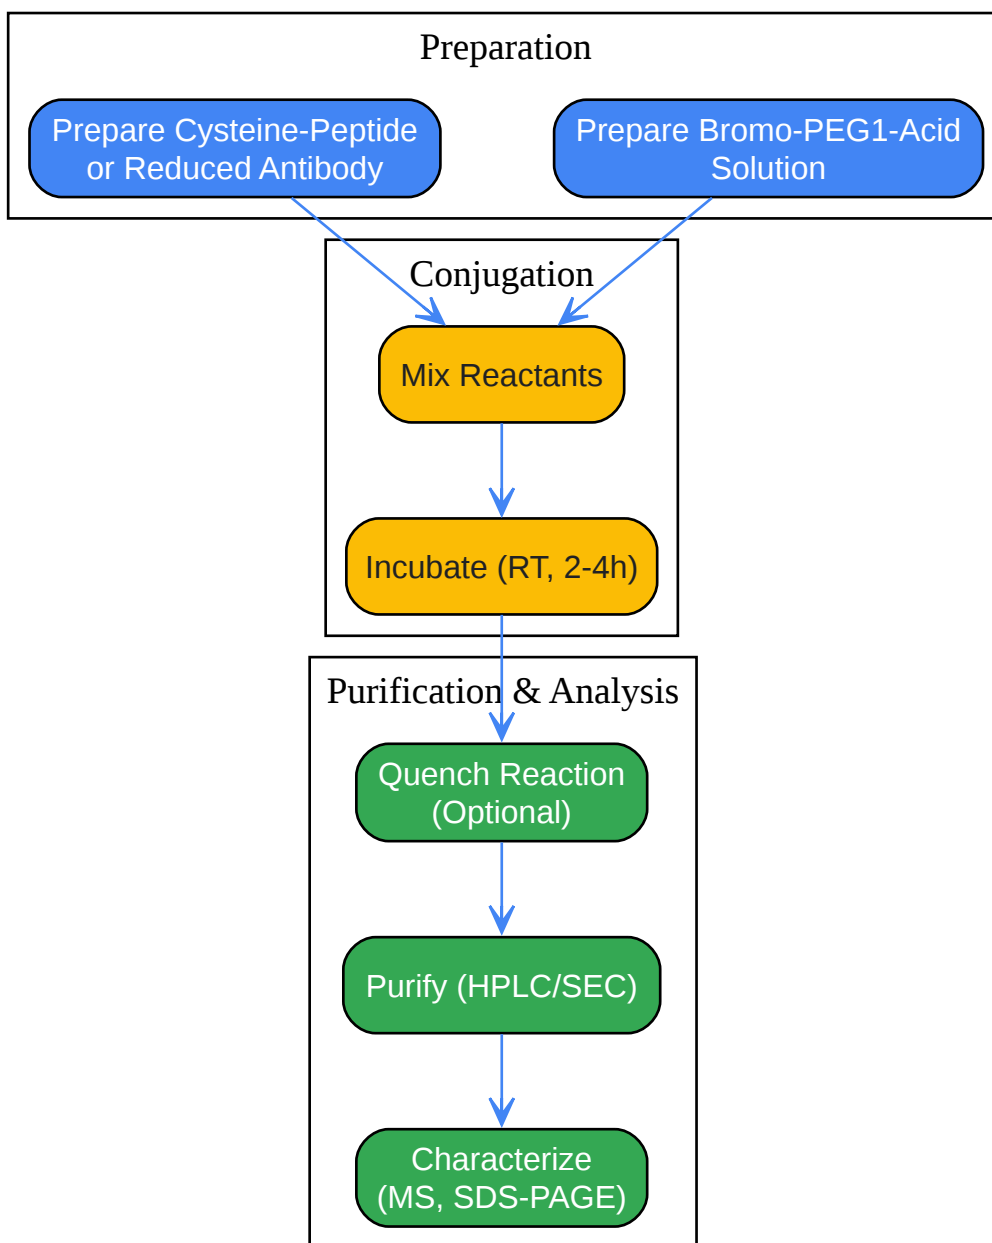 Preparation
Prepare Cysteine-Peptide
or Reduced Antibody
Prepare Bromo-PEG1-Acid
Solution
Conjugation
Mix Reactants
Incubate (RT, 2-4h)
Purification & Analysis
Quench Reaction
(Optional)
Purify (HPLC/SEC)
Characterize
(MS, SDS-PAGE)